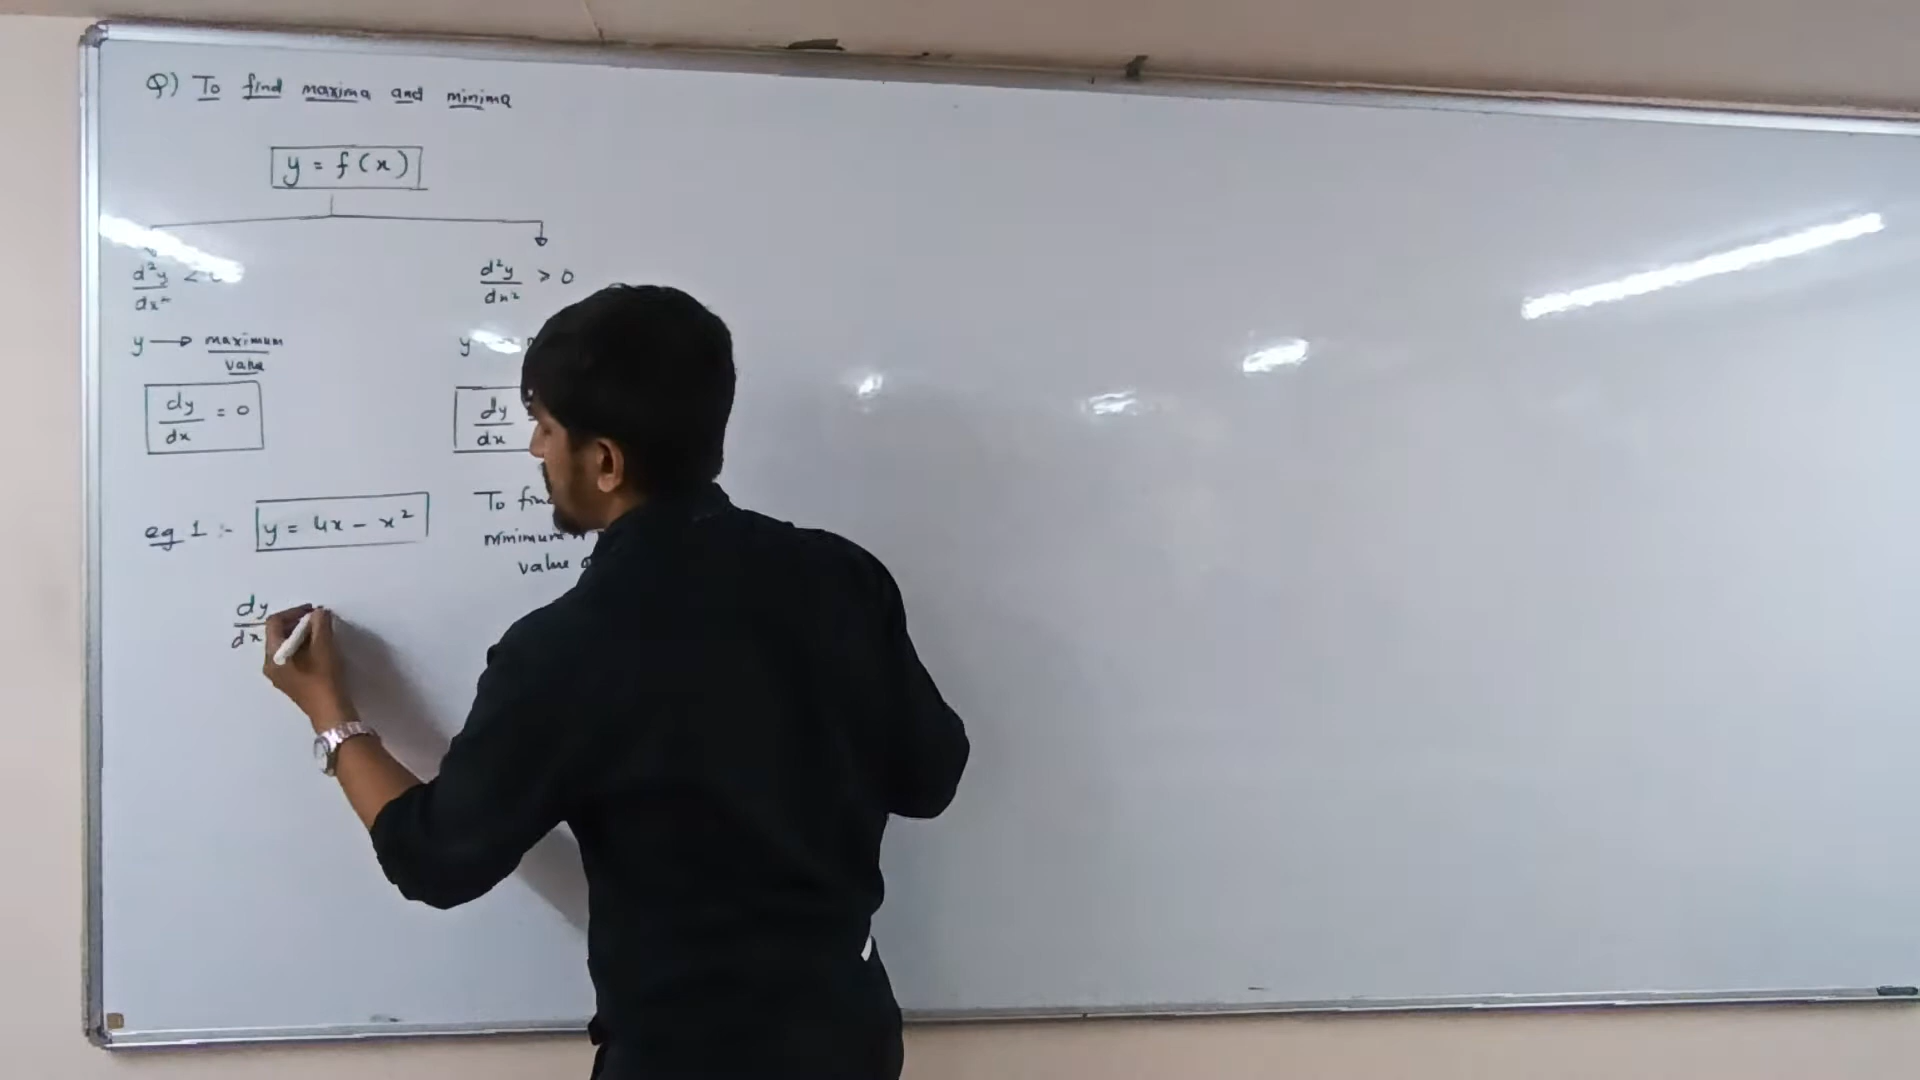 Q) To find maxima and minima
y = f(x)
d²y/dx² <
d²y/dx² > 0
y → maximum
value
y
dy/dx = 0
dy/dx
eg 1 :- y = 4x - x²
To find
minimum
value
dy/dx